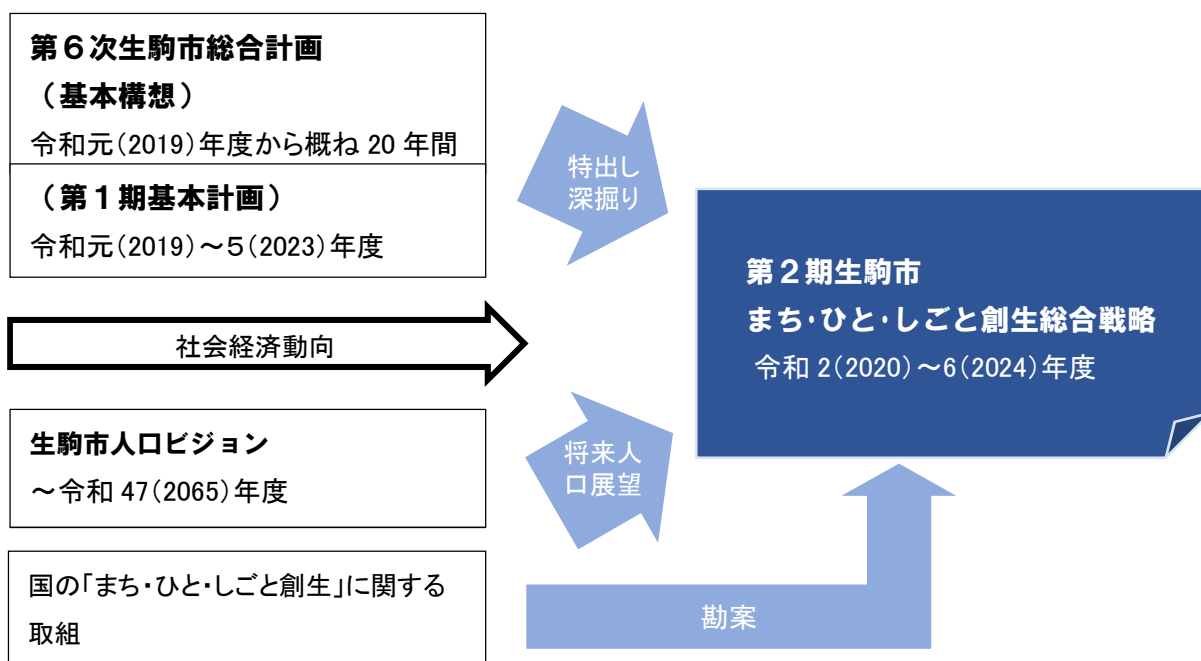 第６次生駒市総合計画
（基本構想）
令和元（2019）年度から概ね 20 年間
（第１期基本計画）
令和元（2019）～５（2023）年度
特出し
深掘り
社会経済動向
第２期生駒市
まち・ひと・しごと創生総合戦略
令和 2（2020）～6（2024）年度
生駒市人口ビジョン
～令和 47（2065）年度
将来人
口展望
国の「まち・ひと・しごと創生」に関する
取組
勘案